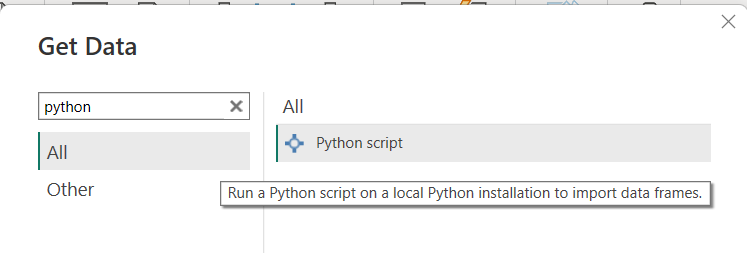 Get Data
python
All
Other
All
Python script
Run a Python script on a local Python installation to import data frames.